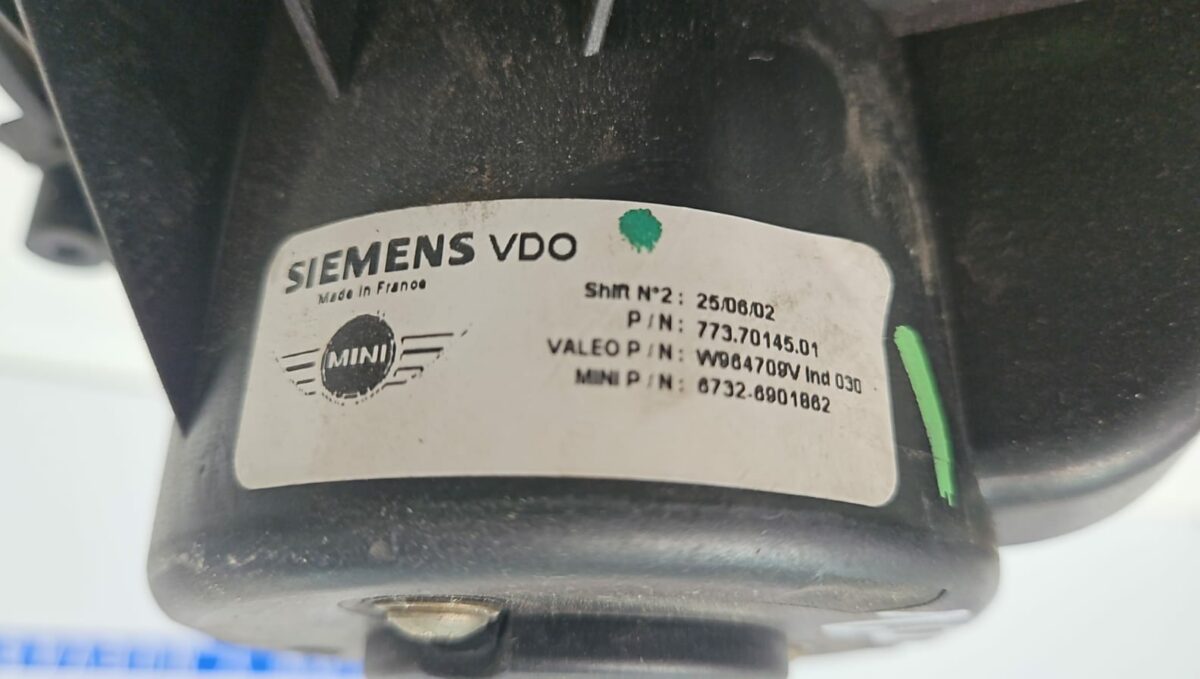 SIEMENS VDO
Made in France
MINI
Shift N°2 : 25/06/02
P / N : 773.70145.01
VALEO P / N : W964709V Ind 030
MINI P / N : 6732-6901862